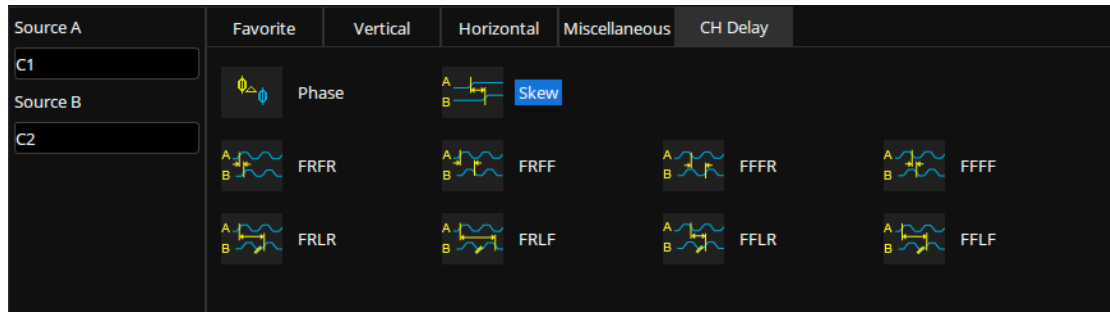 Source A
Favorite Vertical Horizontal Miscellaneous CH Delay
C1
Source B
C2
ϕ ϕ Phase A B Skew
A B FRFR A B FRFF A B FFFR A B FFFF
A B FRLR A B FRLF A B FFLR A B FFLF